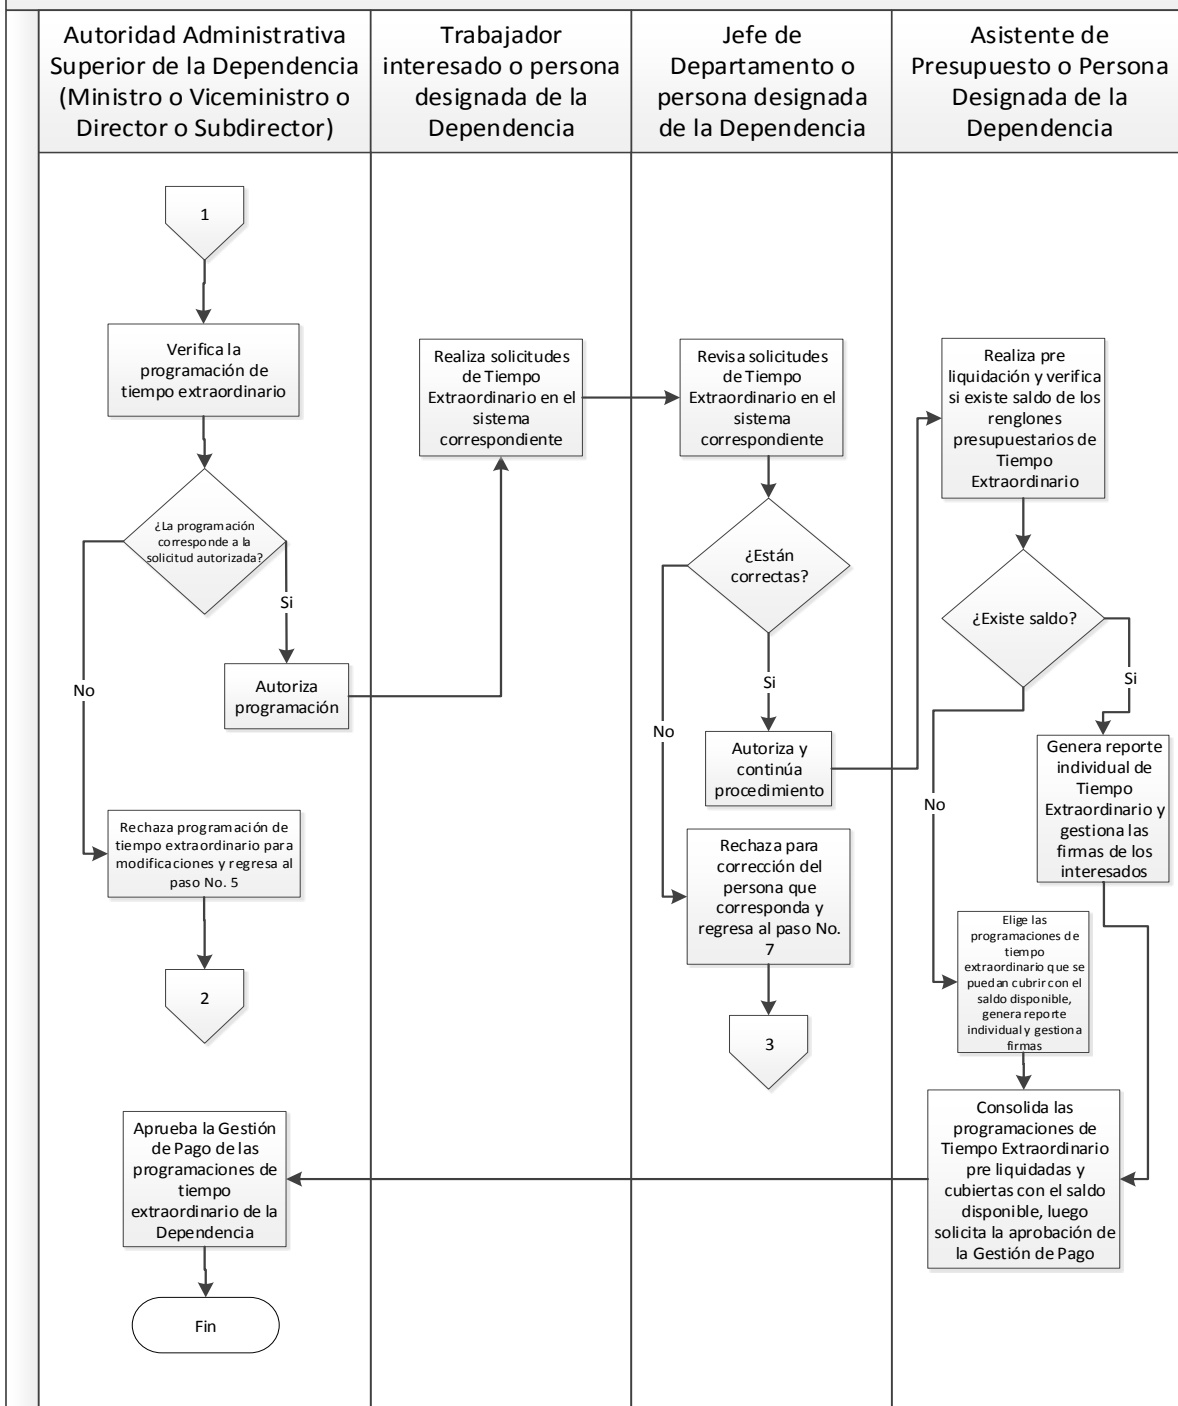 Autoridad Administrativa
Superior de la Dependencia
(Ministro o Viceministro o
Director o Subdirector)
Trabajador
interesado o persona
designada de la
Dependencia
Jefe de
Departamento o
persona designada
de la Dependencia
Asistente de
Presupuesto o Persona
Designada de la
Dependencia
1
Verifica la
programación de
tiempo extraordinario
¿La programación
corresponde a la
solicitud autorizada?
Si
No
Autoriza
programación
Rechaza programación de
tiempo extraordinario para
modificaciones y regresa al
paso No. 5
2
Realiza solicitudes
de Tiempo
Extraordinario en el
sistema
correspondiente
Revisa solicitudes
de Tiempo
Extraordinario en el
sistema
correspondiente
¿Están
correctas?
Si
No
Autoriza y
continúa
procedimiento
Rechaza para
corrección del
persona que
corresponda y
regresa al paso No.
7
3
Realiza pre
liquidación y verifica
si existe saldo de los
renglones
presupuestarios de
Tiempo
Extraordinario
¿Existe saldo?
Si
No
Genera reporte
individual de
Tiempo
Extraordinario y
gestiona las
firmas de los
interesados
Elige las
programaciones de
tiempo
extraordinario que se
puedan cubrir con el
saldo disponible,
genera reporte
individual y gestiona
firmas
Consolida las
programaciones de
Tiempo Extraordinario
pre liquidadas y
cubiertas con el saldo
disponible, luego
solicita la aprobación de
la Gestión de Pago
Aprueba la Gestión
de Pago de las
programaciones de
tiempo
extraordinario de la
Dependencia
Fin